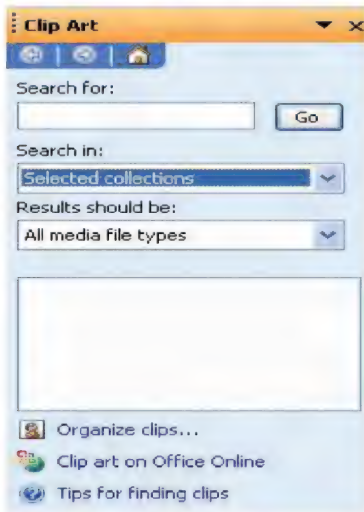 Clip Art
Search for:
Go
Search in:
Selected collections
Results should be:
All media file types
Organize clips...
Clip art on Office Online
Tips for finding clips